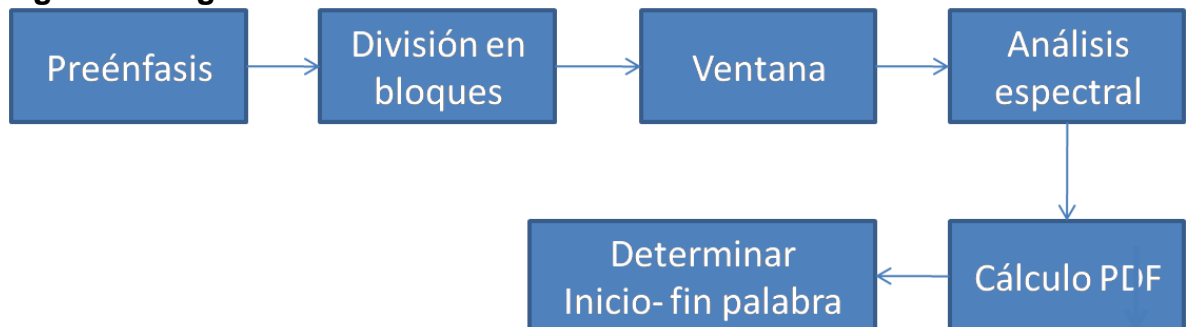 Preénfasis
División en
bloques
Ventana
Análisis
espectral
Cálculo PDF
Determinar
Inicio- fin palabra